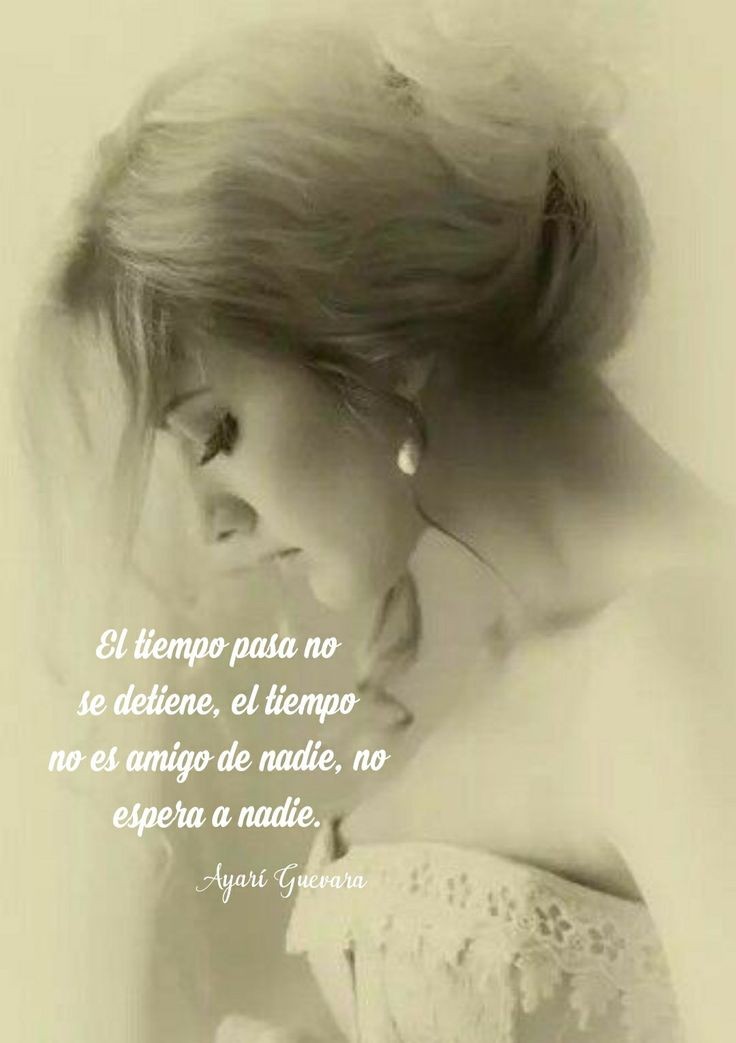 El tiempo pasa no
se detiene, el tiempo
no es amigo de nadie, no
espera a nadie.
Ayarí Guevara